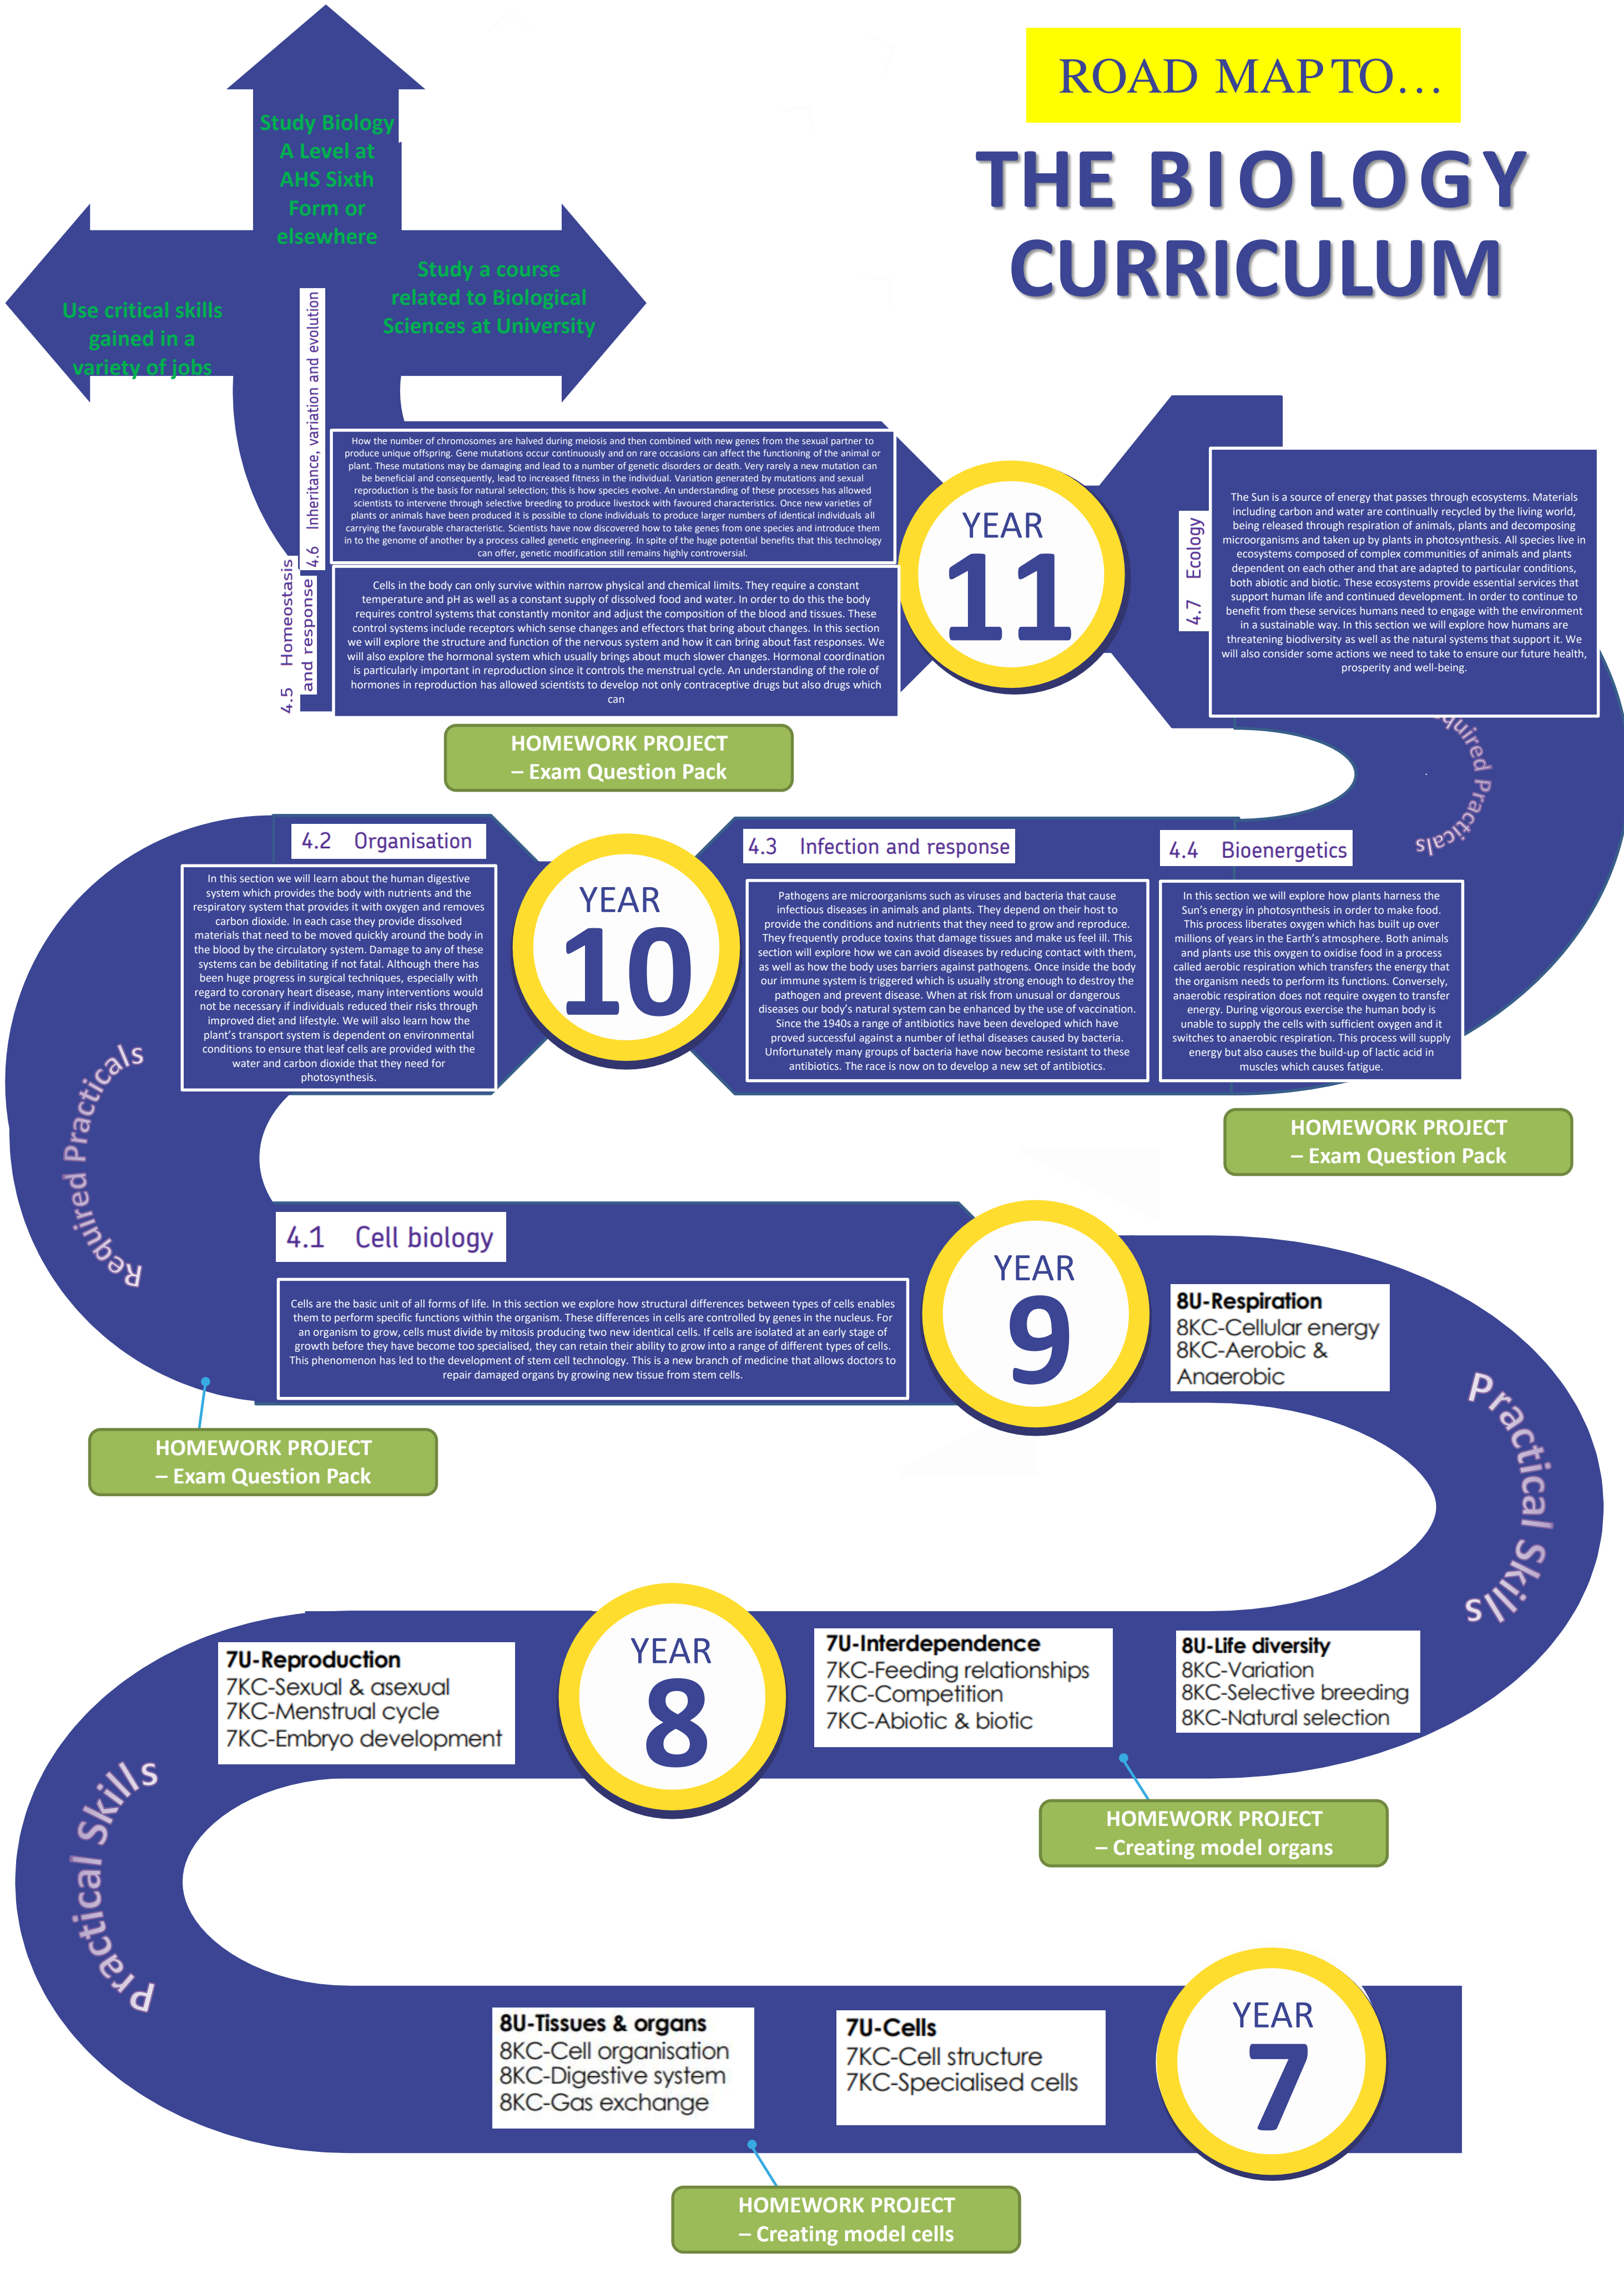 ROAD MAP TO…
THE BIOLOGY
CURRICULUM
Study Biology
A Level at
AHS Sixth
Form or
elsewhere
Use critical skills
gained in a
variety of jobs
Study a course
related to Biological
Sciences at University
4.6 Inheritance, variation and evolution
How the number of chromosomes are halved during meiosis and then combined with new genes from the sexual partner to
produce unique offspring. Gene mutations occur continuously and on rare occasions can affect the functioning of the animal or
plant. These mutations may be damaging and lead to a number of genetic disorders or death. Very rarely a new mutation can
be beneficial and consequently, lead to increased fitness in the individual. Variation generated by mutations and sexual
reproduction is the basis for natural selection; this is how species evolve. An understanding of these processes has allowed
scientists to intervene through selective breeding to produce livestock with favoured characteristics. Once new varieties of
plants or animals have been produced it is possible to clone individuals to produce larger numbers of identical individuals all
carrying the favourable characteristic. Scientists have now discovered how to take genes from one species and introduce them
in to the genome of another by a process called genetic engineering. In spite of the huge potential benefits that this technology
can offer, genetic modification still remains highly controversial.
4.5 Homeostasis
and response
Cells in the body can only survive within narrow physical and chemical limits. They require a constant
temperature and pH as well as a constant supply of dissolved food and water. In order to do this the body
requires control systems that constantly monitor and adjust the composition of the blood and tissues. These
control systems include receptors which sense changes and effectors that bring about changes. In this section
we will explore the structure and function of the nervous system and how it can bring about fast responses. We
will also explore the hormonal system which usually brings about much slower changes. Hormonal coordination
is particularly important in reproduction since it controls the menstrual cycle. An understanding of the role of
hormones in reproduction has allowed scientists to develop not only contraceptive drugs but also drugs which
can
YEAR
11
4.7 Ecology
The Sun is a source of energy that passes through ecosystems. Materials
including carbon and water are continually recycled by the living world,
being released through respiration of animals, plants and decomposing
microorganisms and taken up by plants in photosynthesis. All species live in
ecosystems composed of complex communities of animals and plants
dependent on each other and that are adapted to particular conditions,
both abiotic and biotic. These ecosystems provide essential services that
support human life and continued development. In order to continue to
benefit from these services humans need to engage with the environment
in a sustainable way. In this section we will explore how humans are
threatening biodiversity as well as the natural systems that support it. We
will also consider some actions we need to take to ensure our future health,
prosperity and well-being.
quired Practicals
HOMEWORK PROJECT
– Exam Question Pack
4.2 Organisation
In this section we will learn about the human digestive
system which provides the body with nutrients and the
respiratory system that provides it with oxygen and removes
carbon dioxide. In each case they provide dissolved
materials that need to be moved quickly around the body in
the blood by the circulatory system. Damage to any of these
systems can be debilitating if not fatal. Although there has
been huge progress in surgical techniques, especially with
regard to coronary heart disease, many interventions would
not be necessary if individuals reduced their risks through
improved diet and lifestyle. We will also learn how the
plant's transport system is dependent on environmental
conditions to ensure that leaf cells are provided with the
water and carbon dioxide that they need for
photosynthesis.
YEAR
10
4.3 Infection and response
Pathogens are microorganisms such as viruses and bacteria that cause
infectious diseases in animals and plants. They depend on their host to
provide the conditions and nutrients that they need to grow and reproduce.
They frequently produce toxins that damage tissues and make us feel ill. This
section will explore how we can avoid diseases by reducing contact with them,
as well as how the body uses barriers against pathogens. Once inside the body
our immune system is triggered which is usually strong enough to destroy the
pathogen and prevent disease. When at risk from unusual or dangerous
diseases our body's natural system can be enhanced by the use of vaccination.
Since the 1940s a range of antibiotics have been developed which have
proved successful against a number of lethal diseases caused by bacteria.
Unfortunately many groups of bacteria have now become resistant to these
antibiotics. The race is now on to develop a new set of antibiotics.
4.4 Bioenergetics
In this section we will explore how plants harness the
Sun's energy in photosynthesis in order to make food.
This process liberates oxygen which has built up over
millions of years in the Earth's atmosphere. Both animals
and plants use this oxygen to oxidise food in a process
called aerobic respiration which transfers the energy that
the organism needs to perform its functions. Conversely,
anaerobic respiration does not require oxygen to transfer
energy. During vigorous exercise the human body is
unable to supply the cells with sufficient oxygen and it
switches to anaerobic respiration. This process will supply
energy but also causes the build-up of lactic acid in
muscles which causes fatigue.
HOMEWORK PROJECT
– Exam Question Pack
Required Practicals
4.1 Cell biology
Cells are the basic unit of all forms of life. In this section we explore how structural differences between types of cells enables
them to perform specific functions within the organism. These differences in cells are controlled by genes in the nucleus. For
an organism to grow, cells must divide by mitosis producing two new identical cells. If cells are isolated at an early stage of
growth before they have become too specialised, they can retain their ability to grow into a range of different types of cells.
This phenomenon has led to the development of stem cell technology. This is a new branch of medicine that allows doctors to
repair damaged organs by growing new tissue from stem cells.
YEAR
9
8U-Respiration
8KC-Cellular energy
8KC-Aerobic &
Anaerobic
HOMEWORK PROJECT
– Exam Question Pack
Practical Skills
7U-Reproduction
7KC-Sexual & asexual
7KC-Menstrual cycle
7KC-Embryo development
YEAR
8
7U-Interdependence
7KC-Feeding relationships
7KC-Competition
7KC-Abiotic & biotic
8U-Life diversity
8KC-Variation
8KC-Selective breeding
8KC-Natural selection
HOMEWORK PROJECT
– Creating model organs
Practical Skills
8U-Tissues & organs
8KC-Cell organisation
8KC-Digestive system
8KC-Gas exchange
7U-Cells
7KC-Cell structure
7KC-Specialised cells
YEAR
7
HOMEWORK PROJECT
– Creating model cells